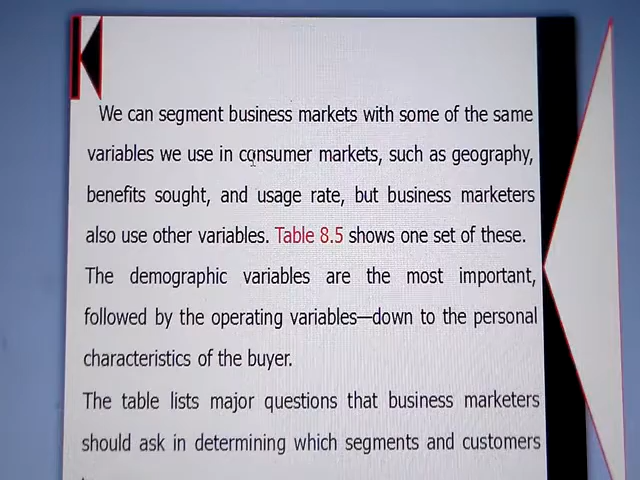 We can segment business markets with some of the same
variables we use in consumer markets, such as geography,
benefits sought, and usage rate, but business marketers
also use other variables. Table 8.5 shows one set of these.
The demographic variables are the most important,
followed by the operating variables—down to the personal
characteristics of the buyer.
The table lists major questions that business marketers
should ask in determining which segments and customers